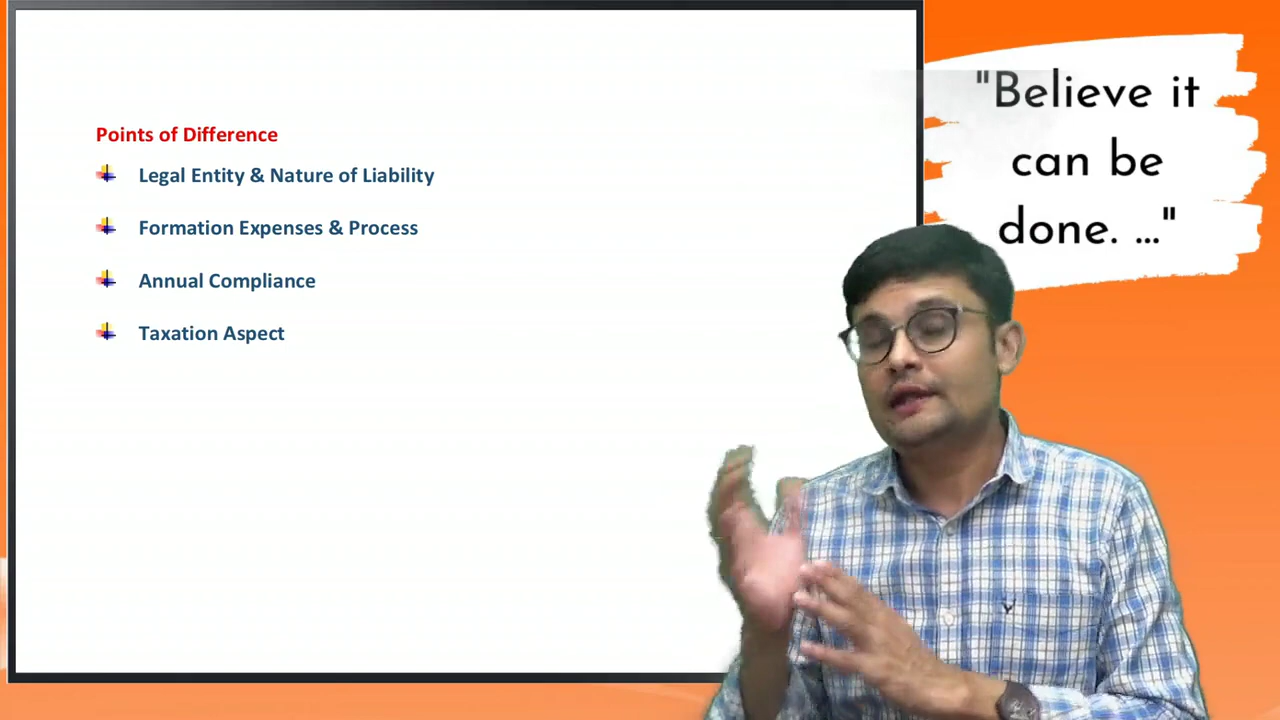 Points of Difference
Legal Entity & Nature of Liability
Formation Expenses & Process
Annual Compliance
Taxation Aspect
"Believe it
can be
done. ..."